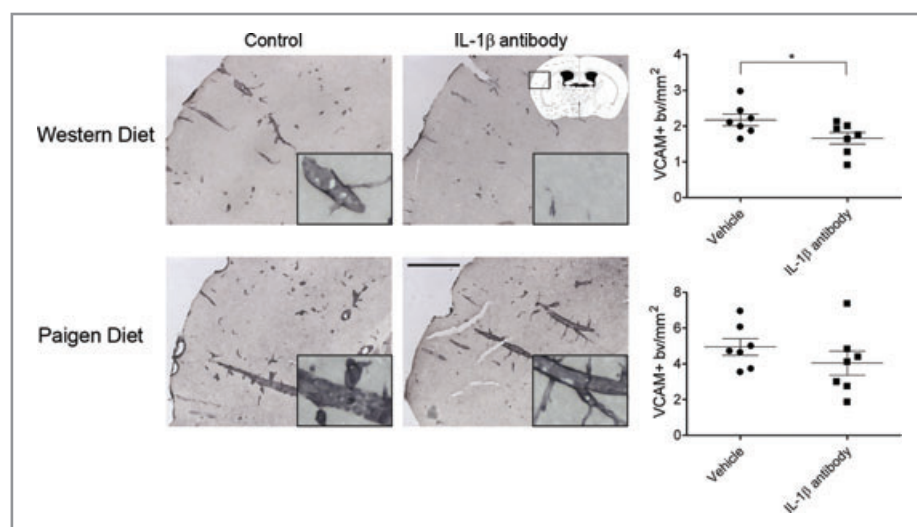 Control
IL-1β antibody
Western Diet
VCAM+ bv/mm²
4
3
2
1
0
*
Vehicle
IL-1β antibody
Paigen Diet
VCAM+ bv/mm²
8
6
4
2
0
Vehicle
IL-1β antibody